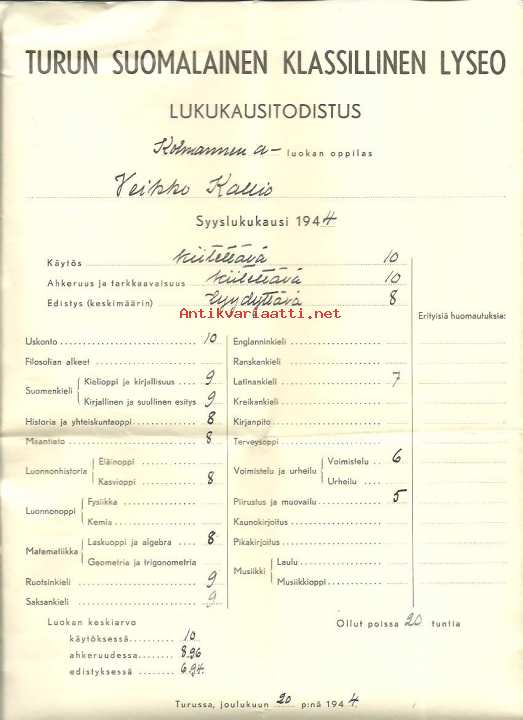 TURUN SUOMALAINEN KLASSILLINEN LYSEO
LUKUKAUSITODISTUS
Kolmannen a- luokan oppilas
Veikko Kallio
Syyslukukausi 1944
Käytös kiitettävä 10
Ahkeruus ja tarkkaavaisuus kiitettävä 10
Edistys (keskimäärin) tyydyttävä 8
Antikvariaatti.net
Erityisiä huomautuksia:
Uskonto 10
Filosofian alkeet
Suomenkieli
Kielioppi ja kirjallisuus 9
Kirjallinen ja suullinen esitys 9
Historia ja yhteiskuntaoppi 8
Maantieto 8
Luonnonhistoria
Eläinoppi
Kasvioppi 8
Luonnonoppi
Fysiikka
Kemia
Matematiikka
Laskuoppi ja algebra 8
Geometria ja trigonometria
Ruotsinkieli 9
Saksankieli 9
Englanninkieli
Ranskankieli
Latinankieli 7
Kreikankieli
Kirjanpito
Terveysoppi
Voimistelu ja urheilu
Voimistelu 6
Urheilu
Piirustus ja muovailu 5
Kaunokirjoitus
Pikakirjoitus
Musiikki
Laulu
Musiikkioppi
Luokan keskiarvo
käytöksessä 10
ahkeruudessa 8.96
edistyksessä 6.94.
Ollut poissa 20 tuntia
Turussa, joulukuun 20 p:nä 1944.